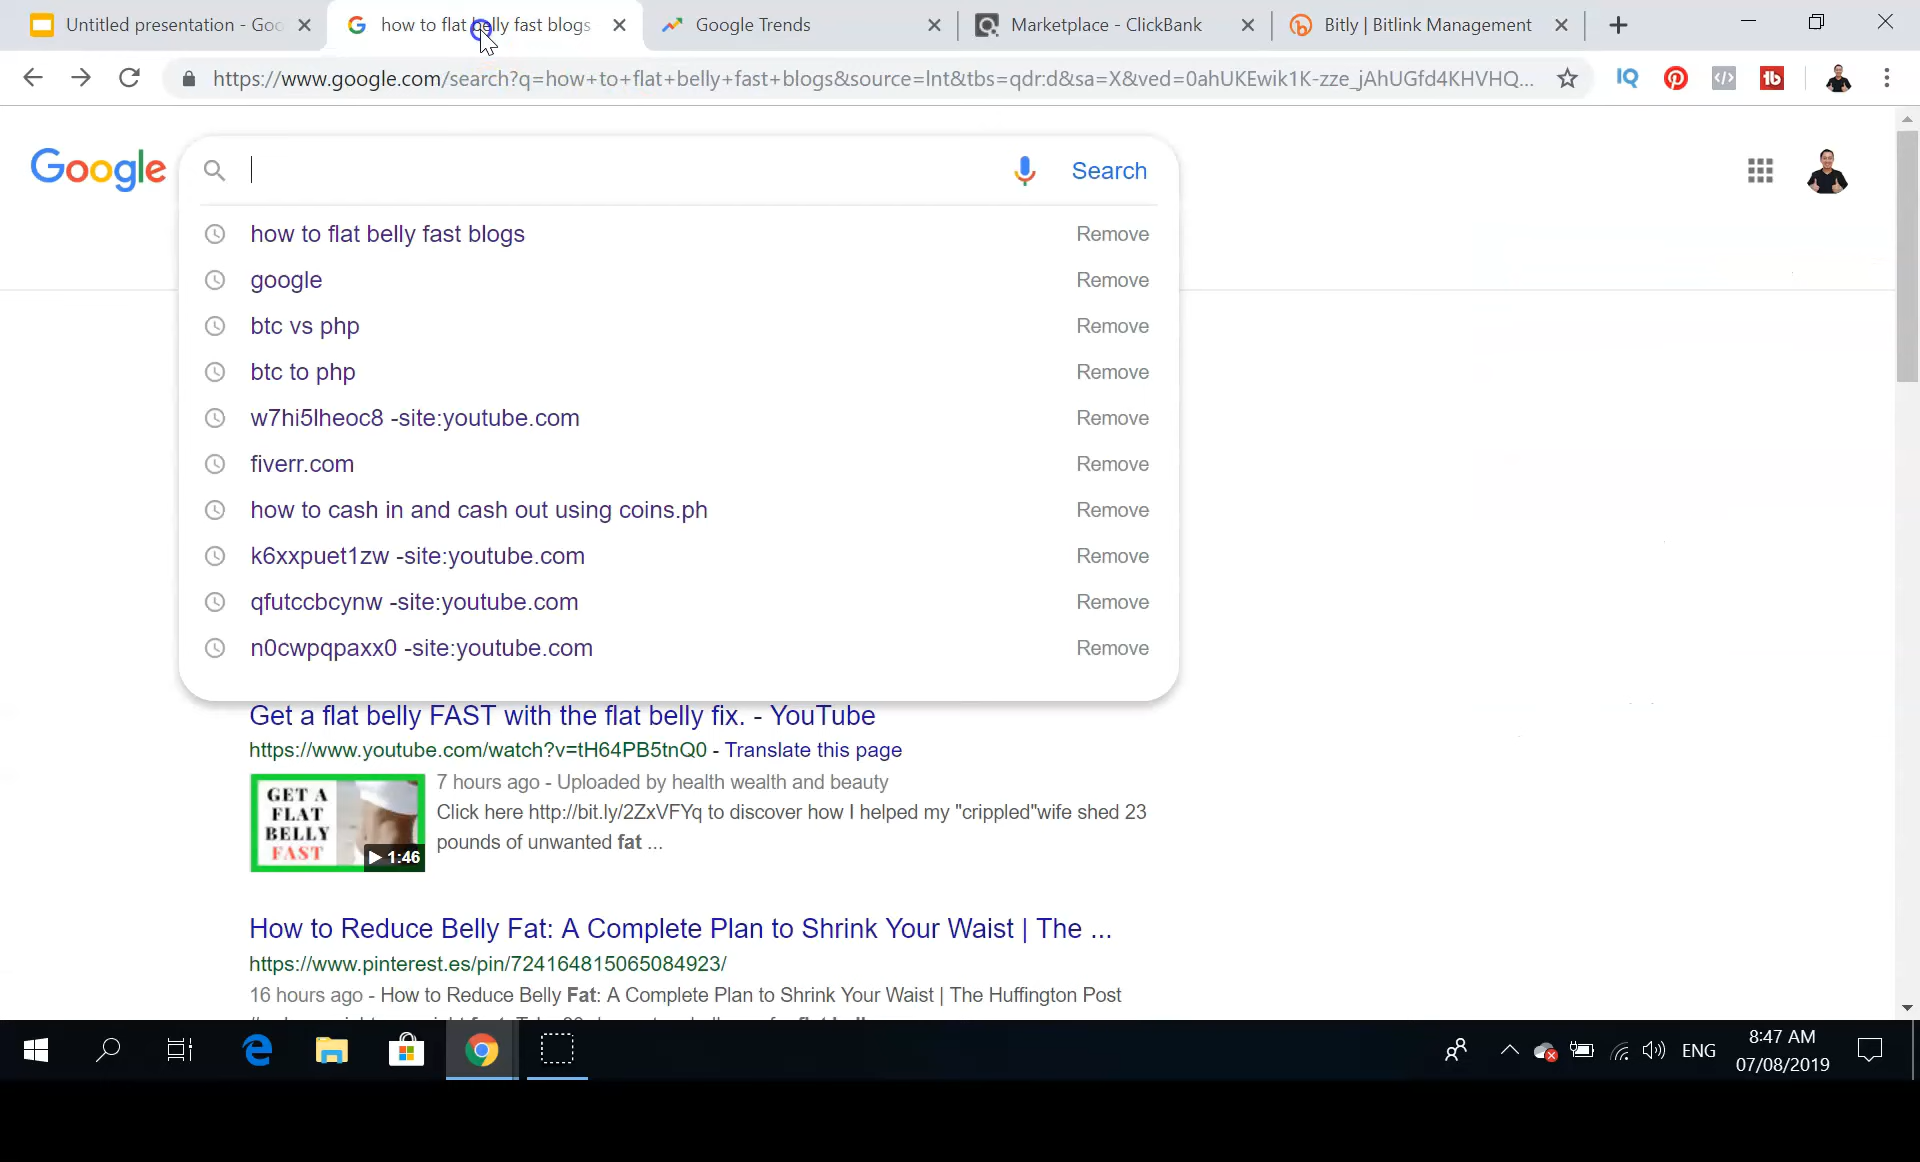 Untitled presentation - Goo
how to flat belly fast blogs
Google Trends
Marketplace - ClickBank
Bitly | Bitlink Management
https://www.google.com/search?q=how+to+flat+belly+fast+blogs&source=lnt&tbs=qdr:d&sa=X&ved=0ahUKEwik1K-zze_jAhUGfd4KHVHQ...
IQ
Google
Search
how to flat belly fast blogs Remove
google Remove
btc vs php Remove
btc to php Remove
w7hi5lheoc8 -site:youtube.com Remove
fiverr.com Remove
how to cash in and cash out using coins.ph Remove
k6xxpuet1zw -site:youtube.com Remove
qfutccbcynw -site:youtube.com Remove
n0cwpqpaxx0 -site:youtube.com Remove
Get a flat belly FAST with the flat belly fix. - YouTube
https://www.youtube.com/watch?v=tH64PB5tnQ0 - Translate this page
GET A
FLAT
BELLY
FAST
1:46
7 hours ago - Uploaded by health wealth and beauty
Click here http://bit.ly/2ZxVFYq to discover how I helped my "crippled"wife shed 23
pounds of unwanted fat ...
How to Reduce Belly Fat: A Complete Plan to Shrink Your Waist | The ...
https://www.pinterest.es/pin/724164815065084923/
16 hours ago - How to Reduce Belly Fat: A Complete Plan to Shrink Your Waist | The Huffington Post
ENG
8:47 AM
07/08/2019